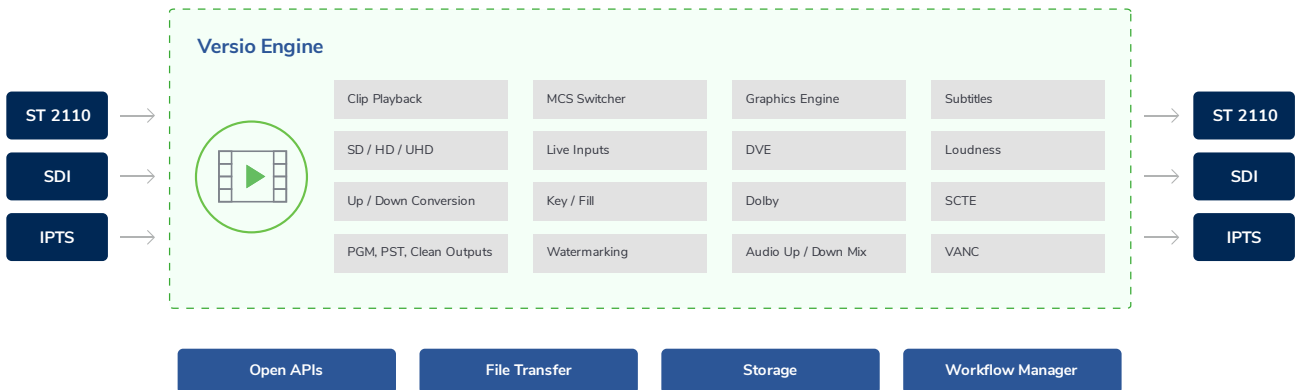 Versio Engine
ST 2110
SDI
IPTS
Clip Playback
MCS Switcher
Graphics Engine
Subtitles
SD / HD / UHD
Live Inputs
DVE
Loudness
Up / Down Conversion
Key / Fill
Dolby
SCTE
PGM, PST, Clean Outputs
Watermarking
Audio Up / Down Mix
VANC
ST 2110
SDI
IPTS
Open APIs
File Transfer
Storage
Workflow Manager